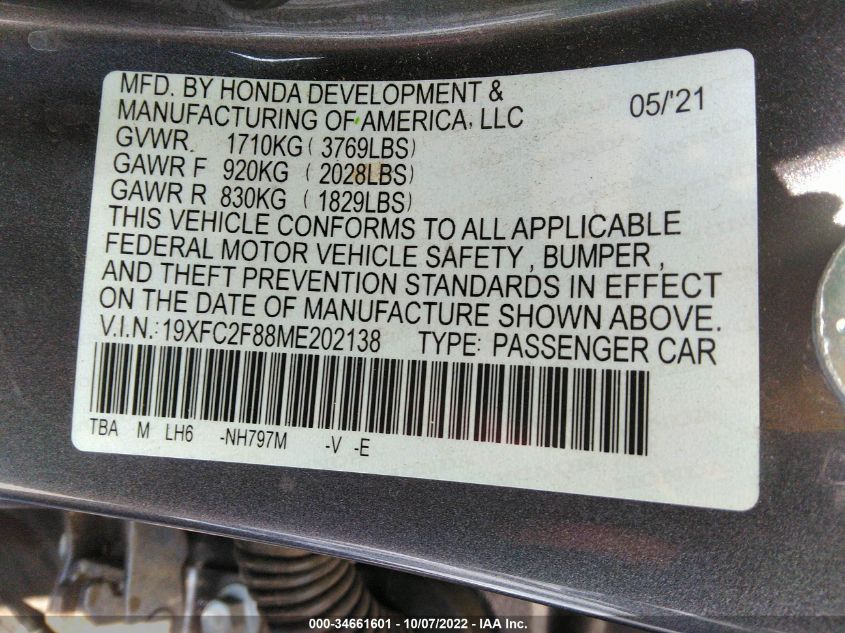 MFD. BY HONDA DEVELOPMENT &
MANUFACTURING OF AMERICA, LLC 05/'21
GVWR. 1710KG ( 3769LBS)
GAWR F 920KG ( 2028LBS)
GAWR R 830KG ( 1829LBS)
THIS VEHICLE CONFORMS TO ALL APPLICABLE
FEDERAL MOTOR VEHICLE SAFETY , BUMPER ,
AND THEFT PREVENTION STANDARDS IN EFFECT
ON THE DATE OF MANUFACTURE SHOWN ABOVE.
V.I.N.: 19XFC2F88ME202138 TYPE: PASSENGER CAR
TBA M LH6 -NH797M -V -E
000-34661601 - 10/07/2022 - IAA Inc.